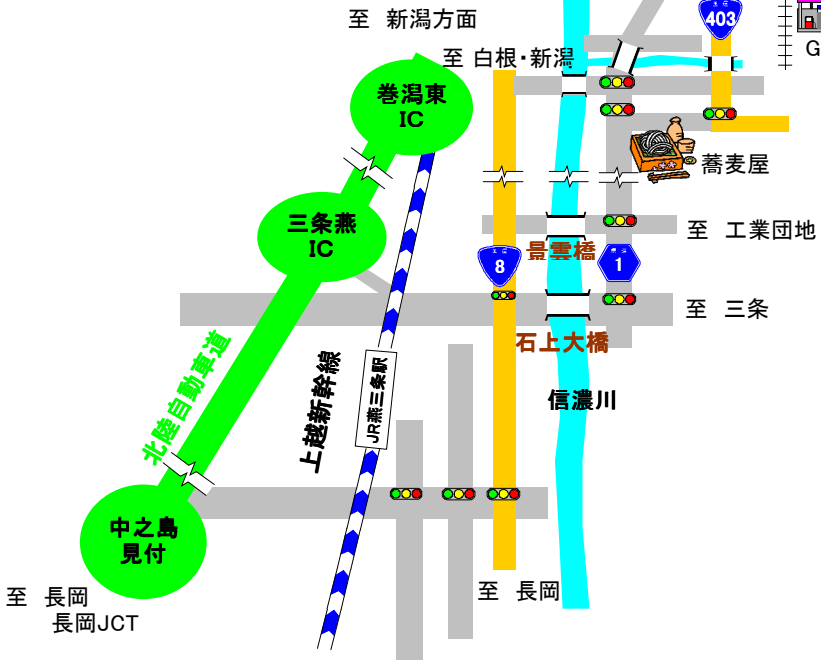 至 新潟方面
403
G
至 白根・新潟
巻潟東
IC
蕎麦屋
三条燕
IC
至 工業団地
景雲橋
8
1
至 三条
石上大橋
北陸自動車道
上越新幹線
JR燕三条駅
信濃川
中之島
見付
至 長岡
長岡JCT
至 長岡